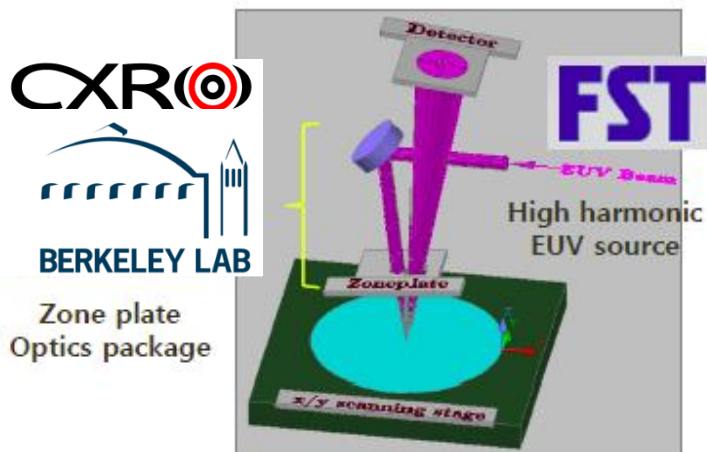 Detector
CXRO
FST
EUV Beam
High harmonic
EUV source
BERKELEY LAB
Zoneplate
Zone plate
Optics package
x/y scanning stage